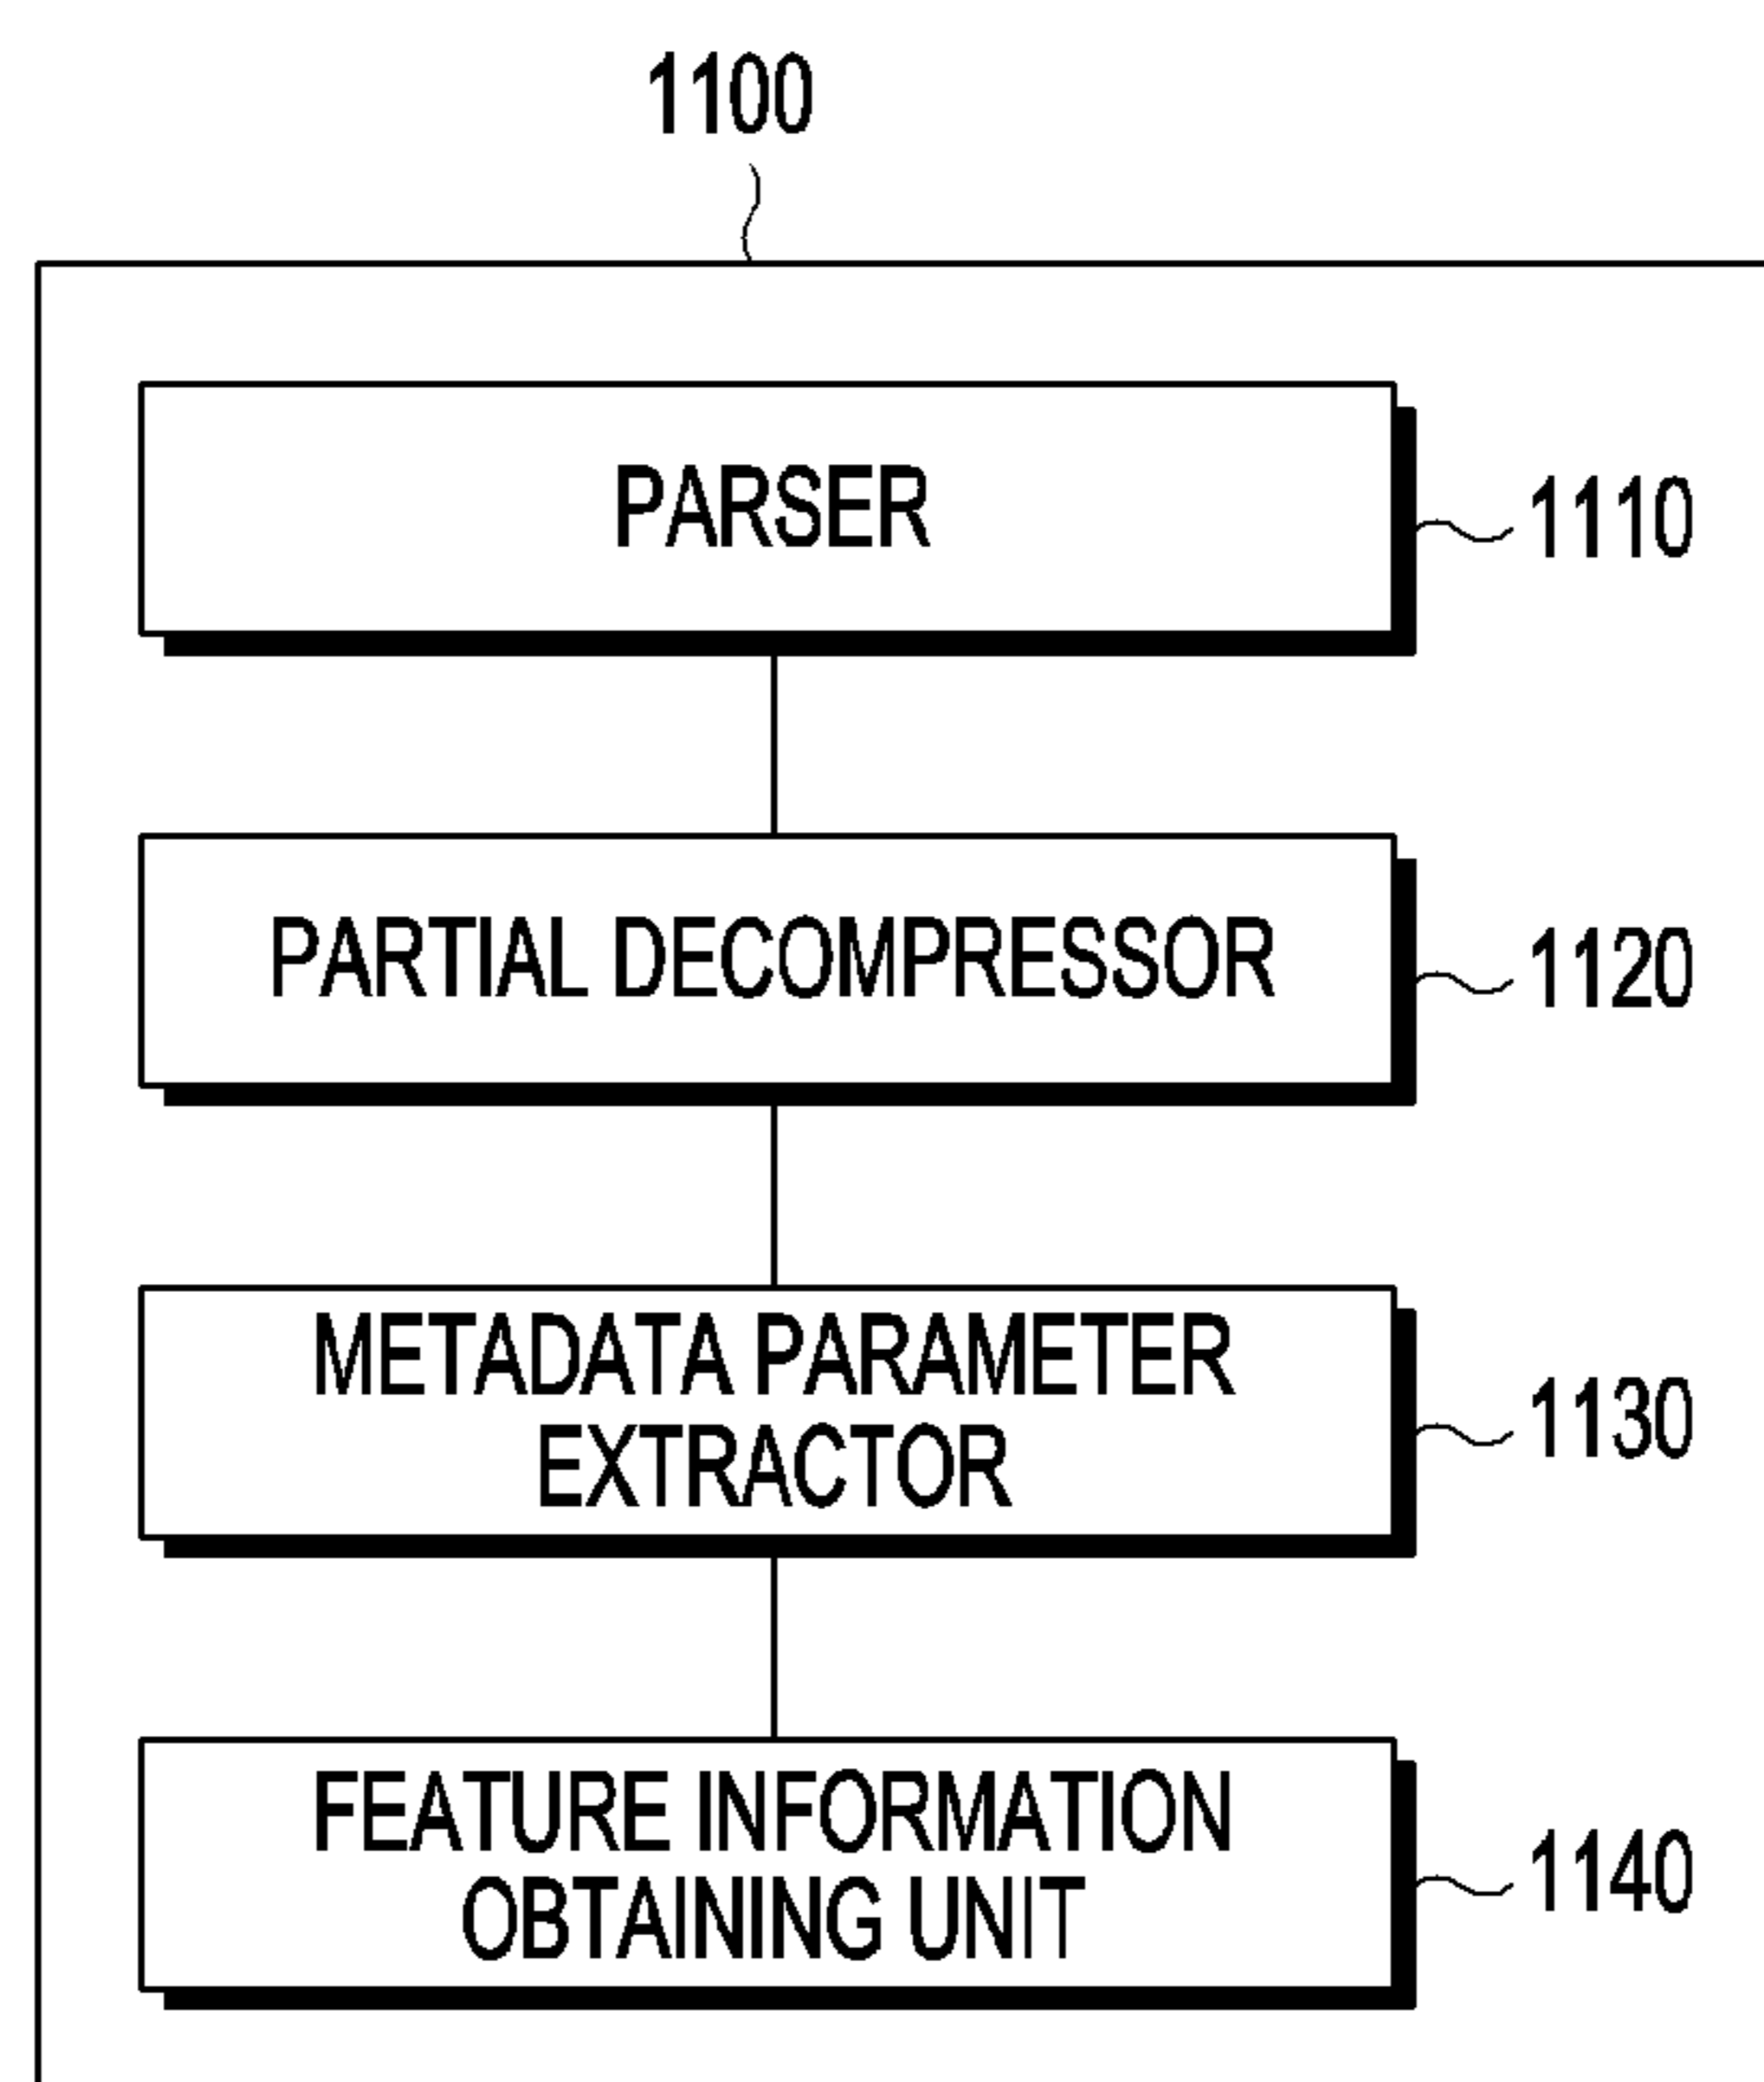 1100
PARSER
1110
PARTIAL DECOMPRESSOR
1120
METADATA PARAMETER
EXTRACTOR
1130
FEATURE INFORMATION
OBTAINING UNIT
1140